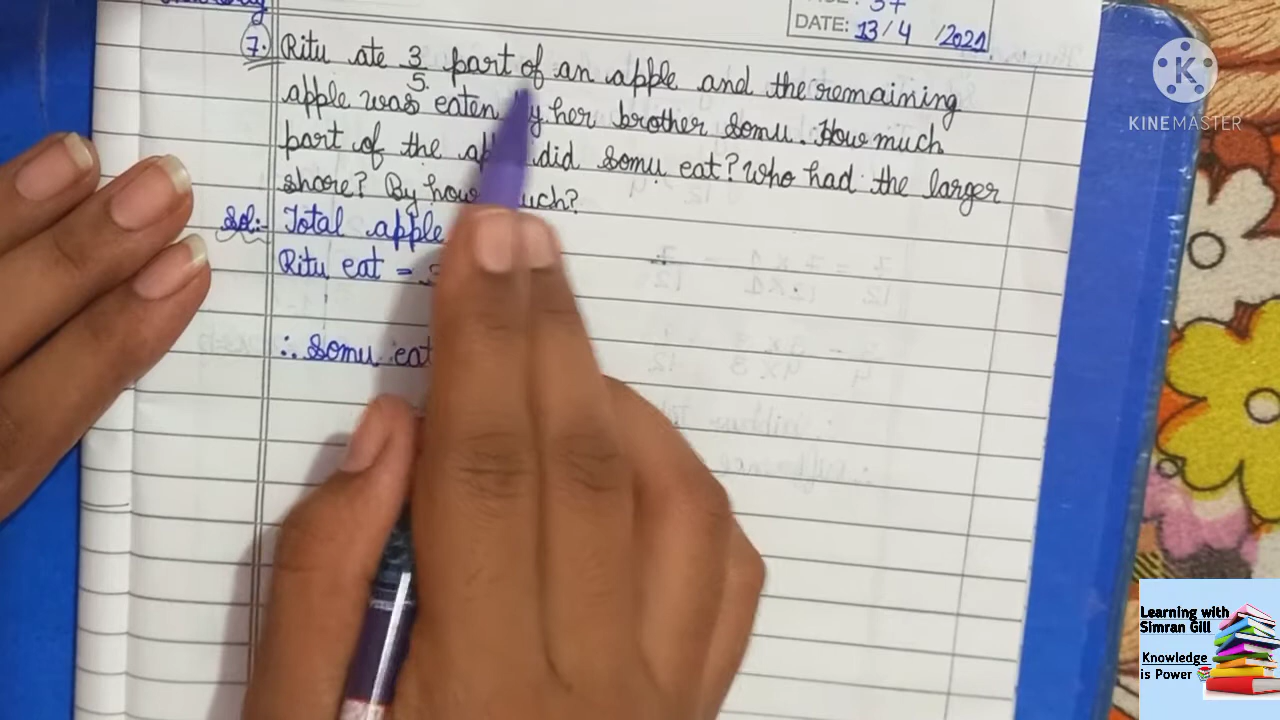 DATE: 13/4/2021
7. Ritu ate 3/5 part of an apple and the remaining
apple was eaten by her brother Somu. How much
part of the did Somu eat? Who had the larger
shore? By how
Sol:- Total apple
Ritu eat =
∴ Somu eat
KINEMASTER
Learning with
Simran Gill
Knowledge
is Power